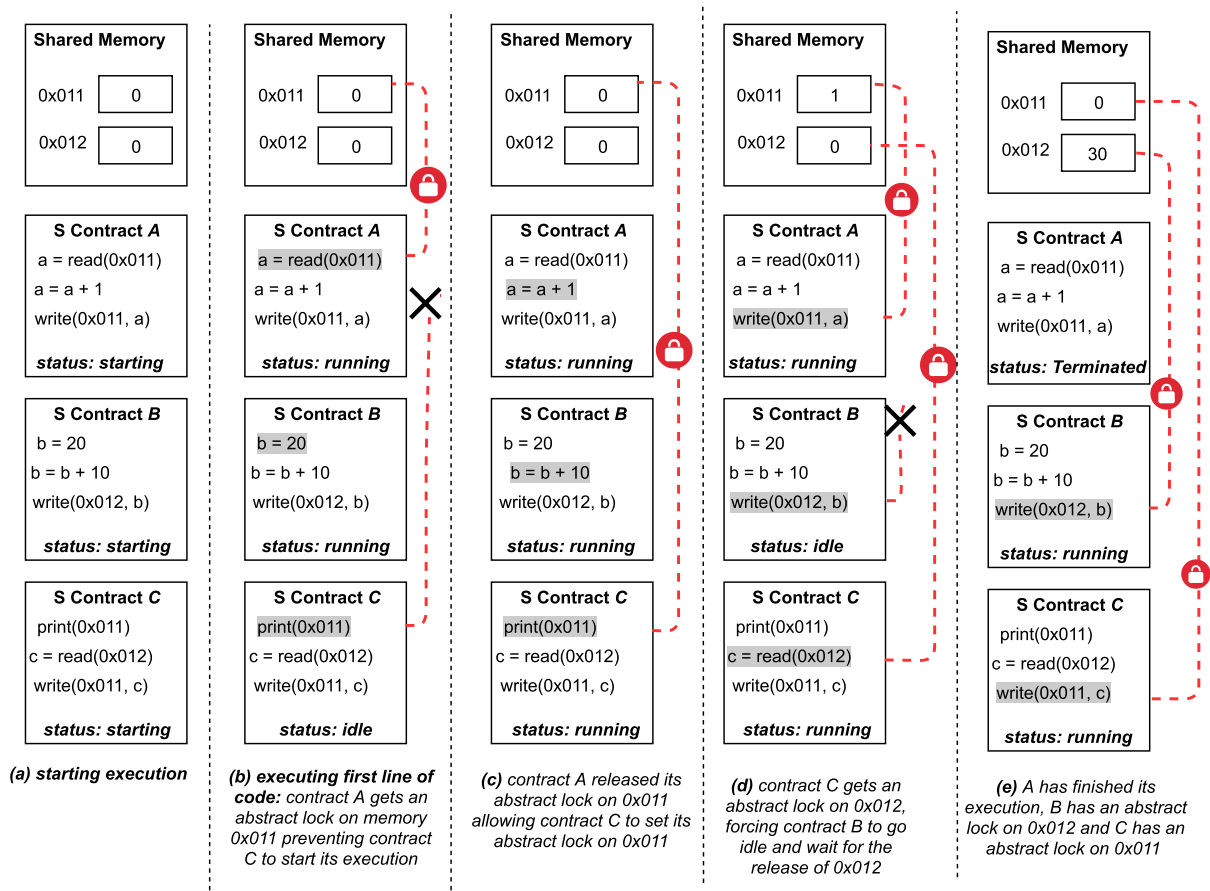 Shared Memory
0x011 0
0x012 0
S Contract A
a = read(0x011)
a = a + 1
write(0x011, a)
status: starting
S Contract B
b = 20
b = b + 10
write(0x012, b)
status: starting
S Contract C
print(0x011)
c = read(0x012)
write(0x011, c)
status: starting
(a) starting execution
Shared Memory
0x011 0
0x012 0
S Contract A
a = read(0x011)
a = a + 1
write(0x011, a)
status: running
S Contract B
b = 20
b = b + 10
write(0x012, b)
status: running
S Contract C
print(0x011)
c = read(0x012)
write(0x011, c)
status: idle
(b) executing first line of
code: contract A gets an
abstract lock on memory
0x011 preventing contract
C to start its execution
Shared Memory
0x011 0
0x012 0
S Contract A
a = read(0x011)
a = a + 1
write(0x011, a)
status: running
S Contract B
b = 20
b = b + 10
write(0x012, b)
status: running
S Contract C
print(0x011)
c = read(0x012)
write(0x011, c)
status: running
(c) contract A released its
abstract lock on 0x011
allowing contract C to set its
abstract lock on 0x011
Shared Memory
0x011 1
0x012 0
S Contract A
a = read(0x011)
a = a + 1
write(0x011, a)
status: running
S Contract B
b = 20
b = b + 10
write(0x012, b)
status: idle
S Contract C
print(0x011)
c = read(0x012)
write(0x011, c)
status: running
(d) contract C gets an
abstract lock on 0x012,
forcing contract B to go
idle and wait for the
release of 0x012
Shared Memory
0x011 0
0x012 30
S Contract A
a = read(0x011)
a = a + 1
write(0x011, a)
status: Terminated
S Contract B
b = 20
b = b + 10
write(0x012, b)
status: running
S Contract C
print(0x011)
c = read(0x012)
write(0x011, c)
status: running
(e) A has finished its
execution, B has an abstract
lock on 0x012 and C has an
abstract lock on 0x011